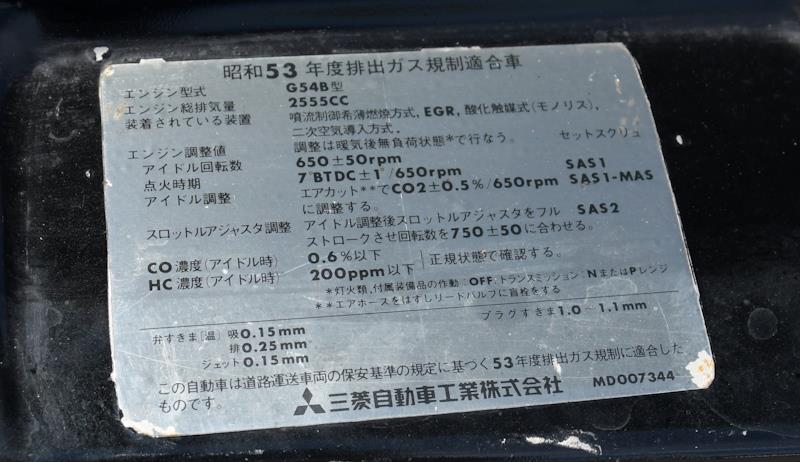 昭和53年度排出ガス規制適合車
エンジン型式 G54B型
エンジン総排気量 2555CC
装着されている装置 噴流制御希薄燃焼方式, EGR, 酸化触媒式(モノリス),
二次空気導入方式.
エンジン調整値 調整は暖気後無負荷状態*で行なう. セットスクリュ
アイドル回転数 650±50rpm SAS1
点火時期 7°BTDC±1°/650rpm SAS1-MAS
アイドル調整 エアカット**でCO2±0.5%/650rpm
に調整する。
スロットルアジャスタ調整 アイドル調整後スロットルアジャスタをフル SAS2
ストロークさせ回転数を750±50に合わせる。
CO濃度(アイドル時) 0.6%以下 正規状態で確認する。
HC濃度(アイドル時) 200ppm以下
*灯火類,付属装備品の作動:OFF,トランスミッション:NまたはPレンジ
**エアホースをはずしリードバルブに盲栓をする
弁すきま(温) 吸0.15mm プラグすきま1.0~1.1mm
排0.25mm
ジェット0.15mm
この自動車は道路運送車両の保安基準の規定に基づく53年度排出ガス規制に適合した
ものです。 三菱自動車工業株式会社 MD007344